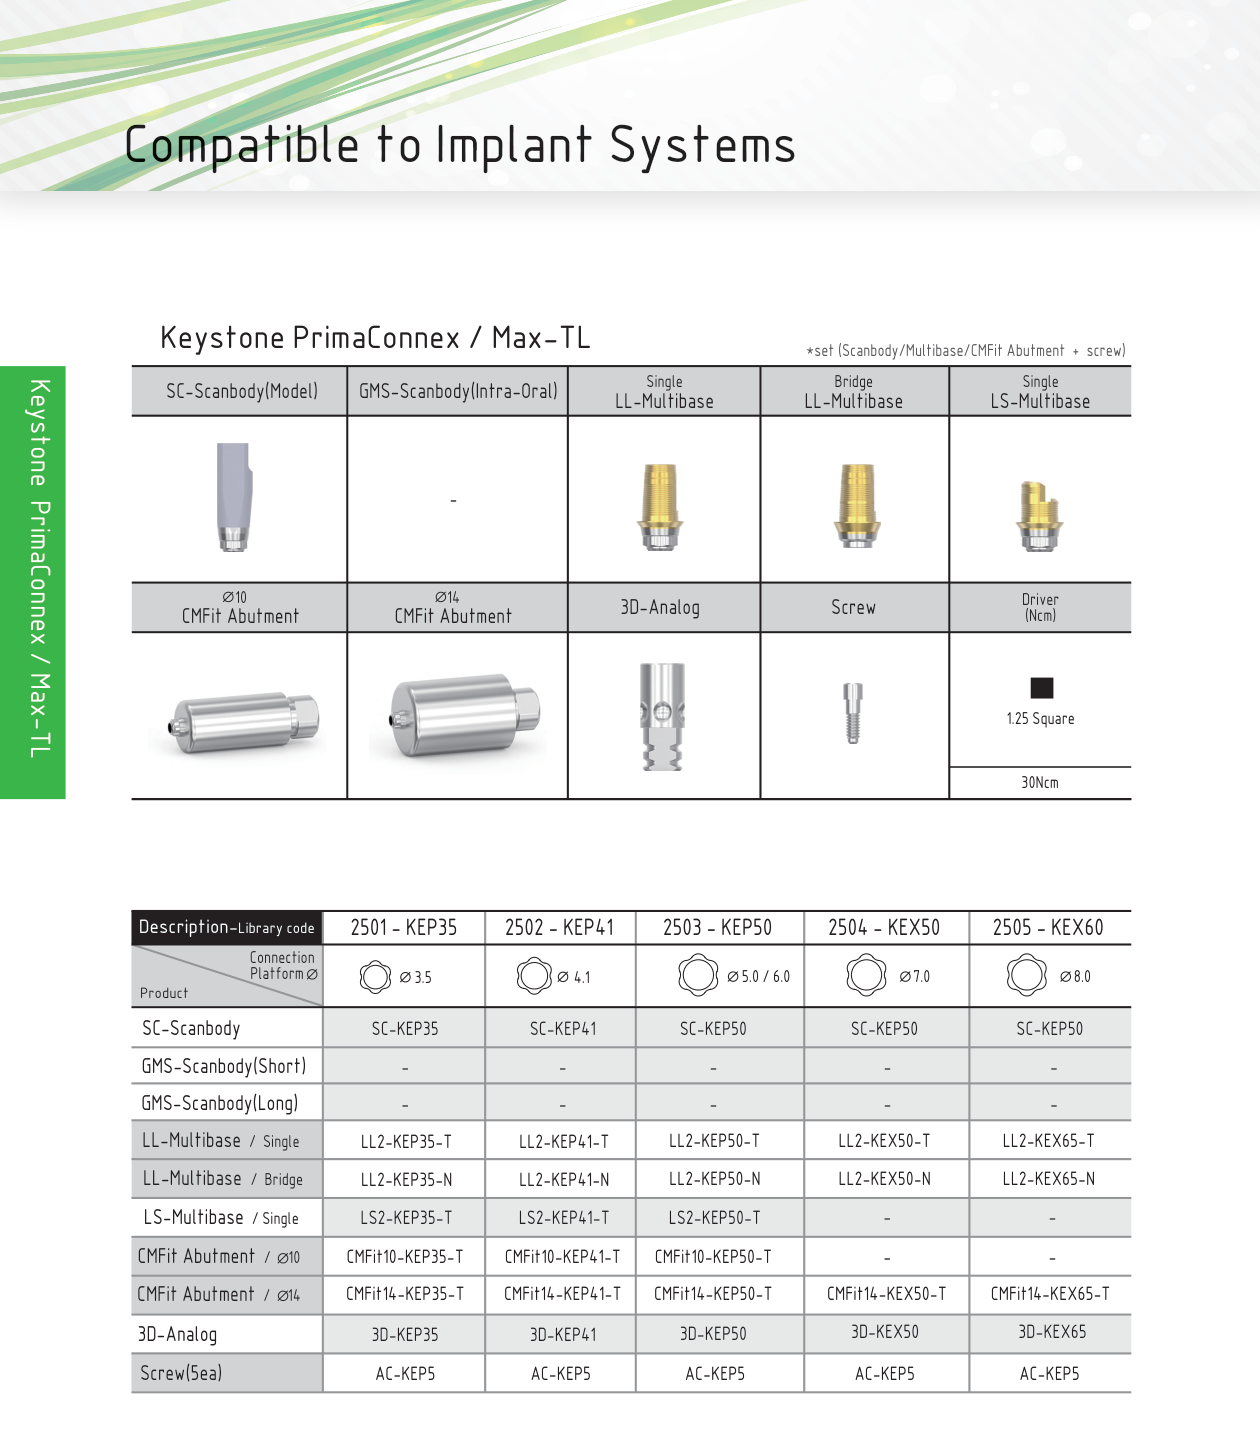 Compatible to Implant Systems
Keystone PrimaConnex / Max-TL
Keystone PrimaConnex / Max-TL
*set (Scanbody/Multibase/CMFit Abutment + screw)
SC-Scanbody(Model) GMS-Scanbody(Intra-Oral) Single LL-Multibase Bridge LL-Multibase Single LS-Multibase
-
Ø10 CMFit Abutment Ø14 CMFit Abutment 3D-Analog Screw Driver (Ncm)
1.25 Square
30Ncm
Description-Library code 2501 - KEP35 2502 - KEP41 2503 - KEP50 2504 - KEX50 2505 - KEX60
Connection
Platform Ø
Product
Ø 3.5 Ø 4.1 Ø 5.0 / 6.0 Ø 7.0 Ø 8.0
SC-Scanbody SC-KEP35 SC-KEP41 SC-KEP50 SC-KEP50 SC-KEP50
GMS-Scanbody(Short) - - - - -
GMS-Scanbody(Long) - - - - -
LL-Multibase / Single LL2-KEP35-T LL2-KEP41-T LL2-KEP50-T LL2-KEX50-T LL2-KEX65-T
LL-Multibase / Bridge LL2-KEP35-N LL2-KEP41-N LL2-KEP50-N LL2-KEX50-N LL2-KEX65-N
LS-Multibase / Single LS2-KEP35-T LS2-KEP41-T LS2-KEP50-T - -
CMFit Abutment / Ø10 CMFit10-KEP35-T CMFit10-KEP41-T CMFit10-KEP50-T - -
CMFit Abutment / Ø14 CMFit14-KEP35-T CMFit14-KEP41-T CMFit14-KEP50-T CMFit14-KEX50-T CMFit14-KEX65-T
3D-Analog 3D-KEP35 3D-KEP41 3D-KEP50 3D-KEX50 3D-KEX65
Screw(5ea) AC-KEP5 AC-KEP5 AC-KEP5 AC-KEP5 AC-KEP5